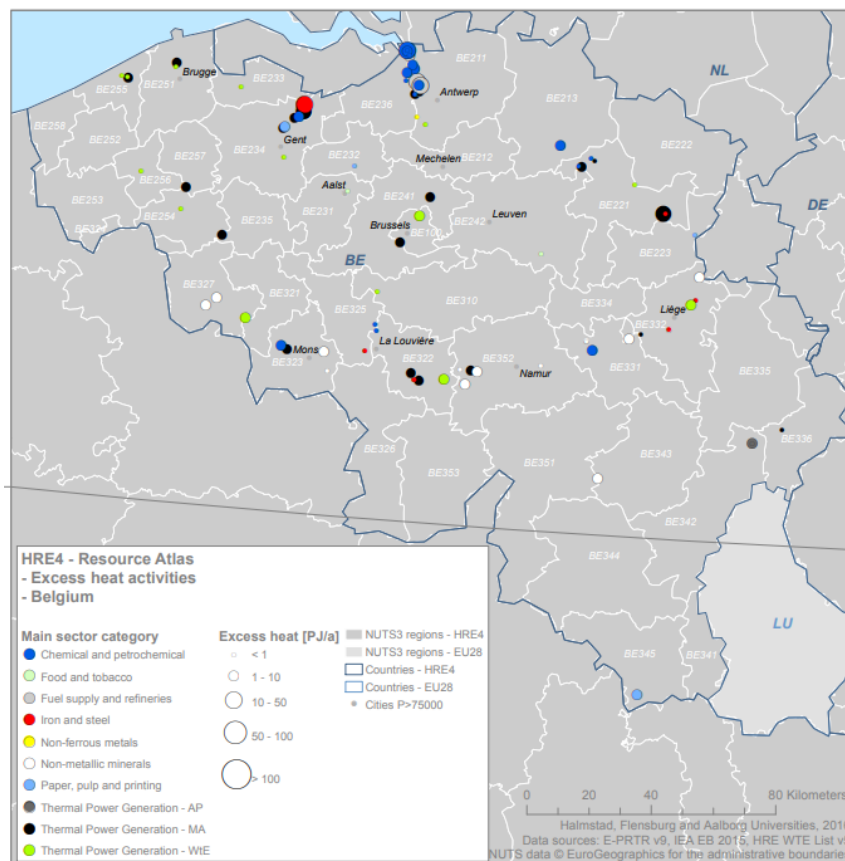 BE211
NL
BE233
Brugge
BE251
BE255
Antwerp
BE213
BE236
BE258
BE222
BE252
Gent
BE234
BE257
BE232
Mechelen
BE212
BE256
Aalst
BE241
BE221
DE
BE253
BE254
BE231
Leuven
BE242
BE235
Brussels
BE100
BE223
BE
BE327
BE321
BE310
BE334
BE325
Liège
BE332
La Louvière
BE331
Mons
BE323
BE322
BE352
Namur
BE335
BE336
BE326
BE351
BE343
BE353
BE342
BE344
LU
BE345
BE341
HRE4 - Resource Atlas
- Excess heat activities
- Belgium
Main sector category
Chemical and petrochemical
Food and tobacco
Fuel supply and refineries
Iron and steel
Non-ferrous metals
Non-metallic minerals
Paper, pulp and printing
Thermal Power Generation - AP
Thermal Power Generation - MA
Thermal Power Generation - WtE
Excess heat [PJ/a]
< 1
1 - 10
10 - 50
50 - 100
> 100
NUTS3 regions - HRE4
NUTS3 regions - EU28
Countries - HRE4
Countries - EU28
Cities P>75000
0 20 40 80 Kilometers
Halmstad, Flensburg and Aalborg Universities, 201
Data sources: E-PRTR v9, IEA EB 2015, HRE WTE List v
NUTS data © EuroGeographics for the administrative boundarie